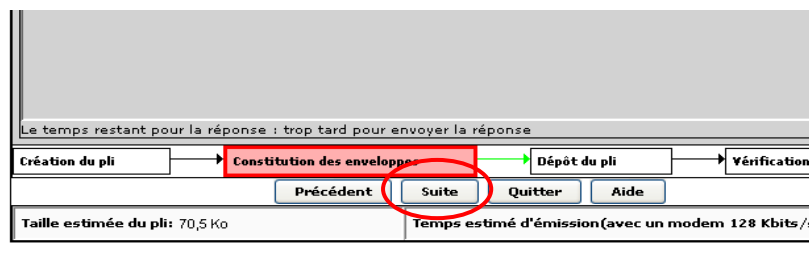 Le temps restant pour la réponse : trop tard pour envoyer la réponse
Création du pli Constitution des enveloppes Dépôt du pli Vérification
Précédent Suite Quitter Aide
Taille estimée du pli: 70,5 Ko Temps estimé d'émission(avec un modem 128 Kbits/